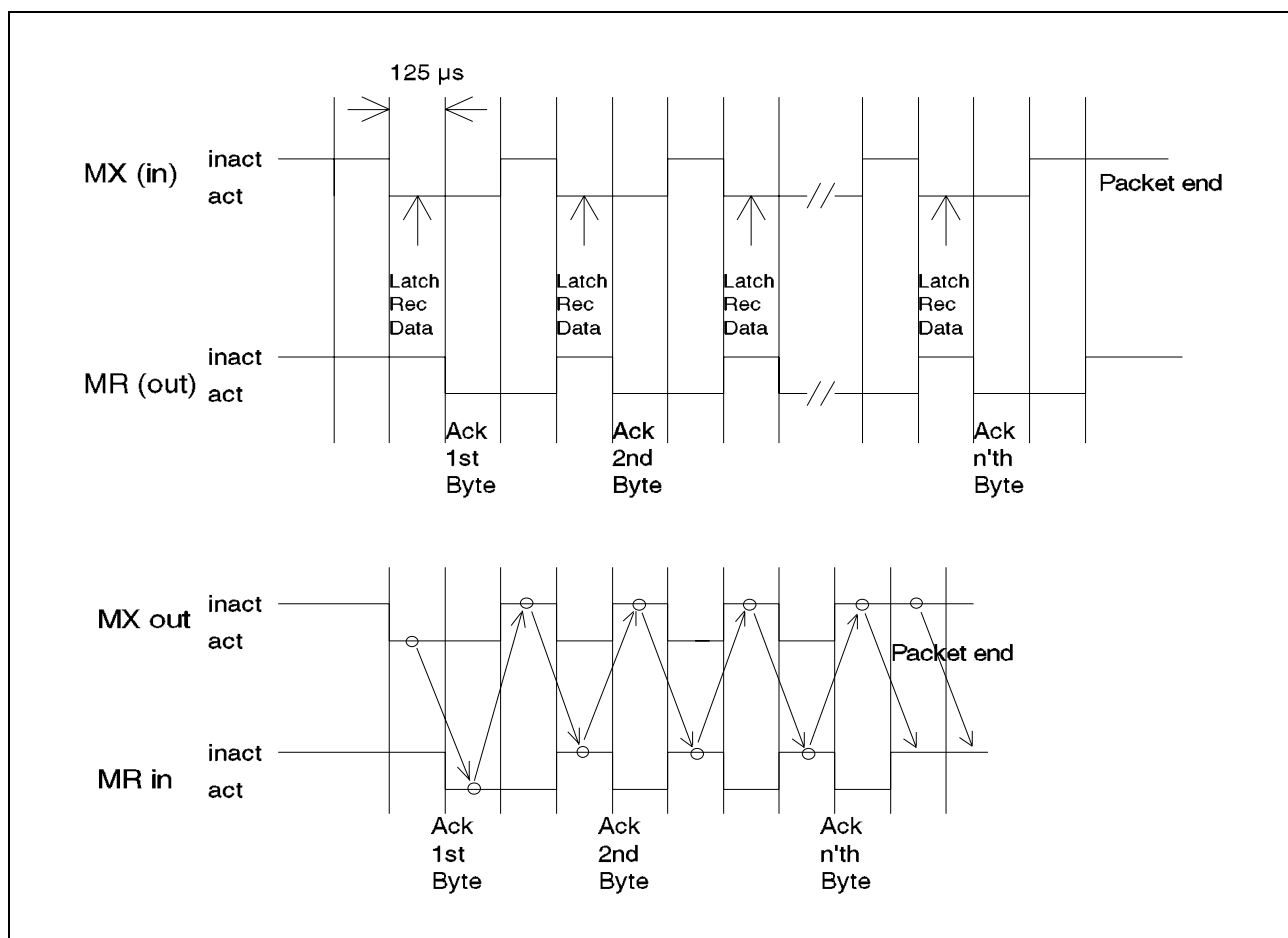 125 µs
MX (in)
inact
act
Packet end
Latch
Rec
Data
Latch
Rec
Data
Latch
Rec
Data
Latch
Rec
Data
MR (out)
inact
act
Ack
1st
Byte
Ack
2nd
Byte
Ack
n'th
Byte
MX out
inact
act
Packet end
MR in
inact
act
Ack
1st
Byte
Ack
2nd
Byte
Ack
n'th
Byte